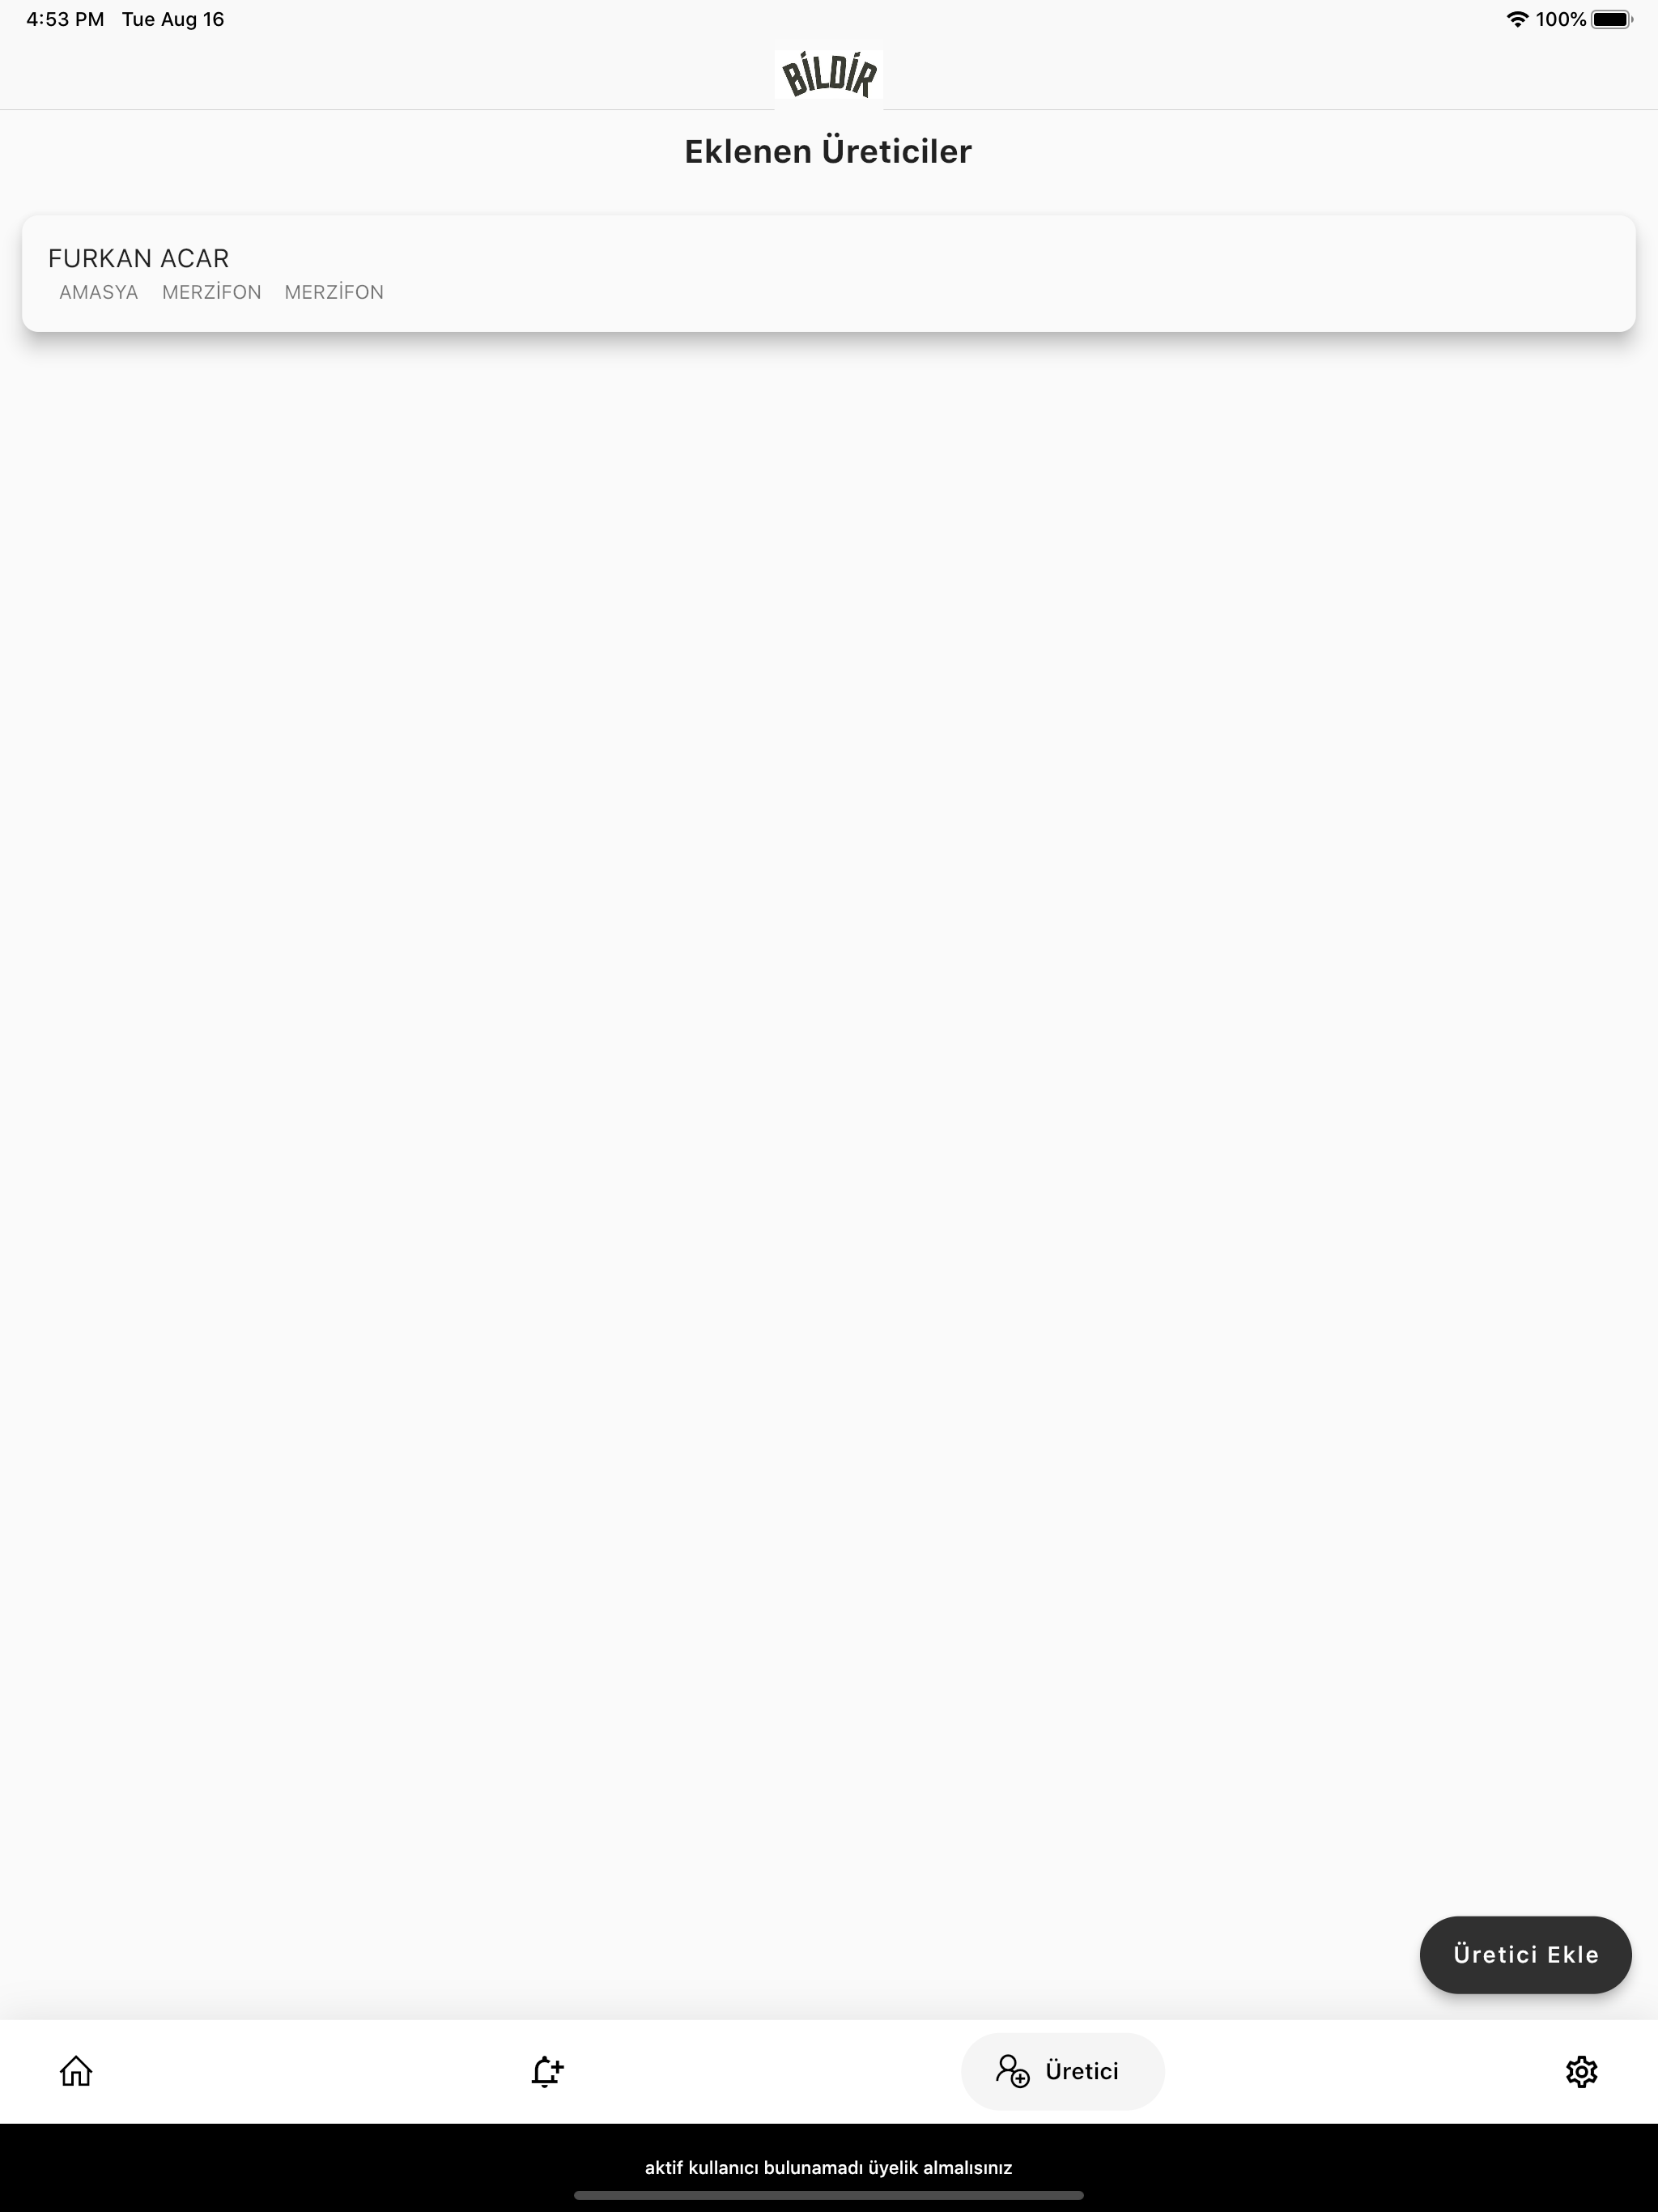 4:53 PM Tue Aug 16 100%
BİLDİR
Eklenen Üreticiler
FURKAN ACAR
AMASYA MERZİFON MERZİFON
Üretici Ekle
Üretici
aktif kullanıcı bulunamadı üyelik almalısınız